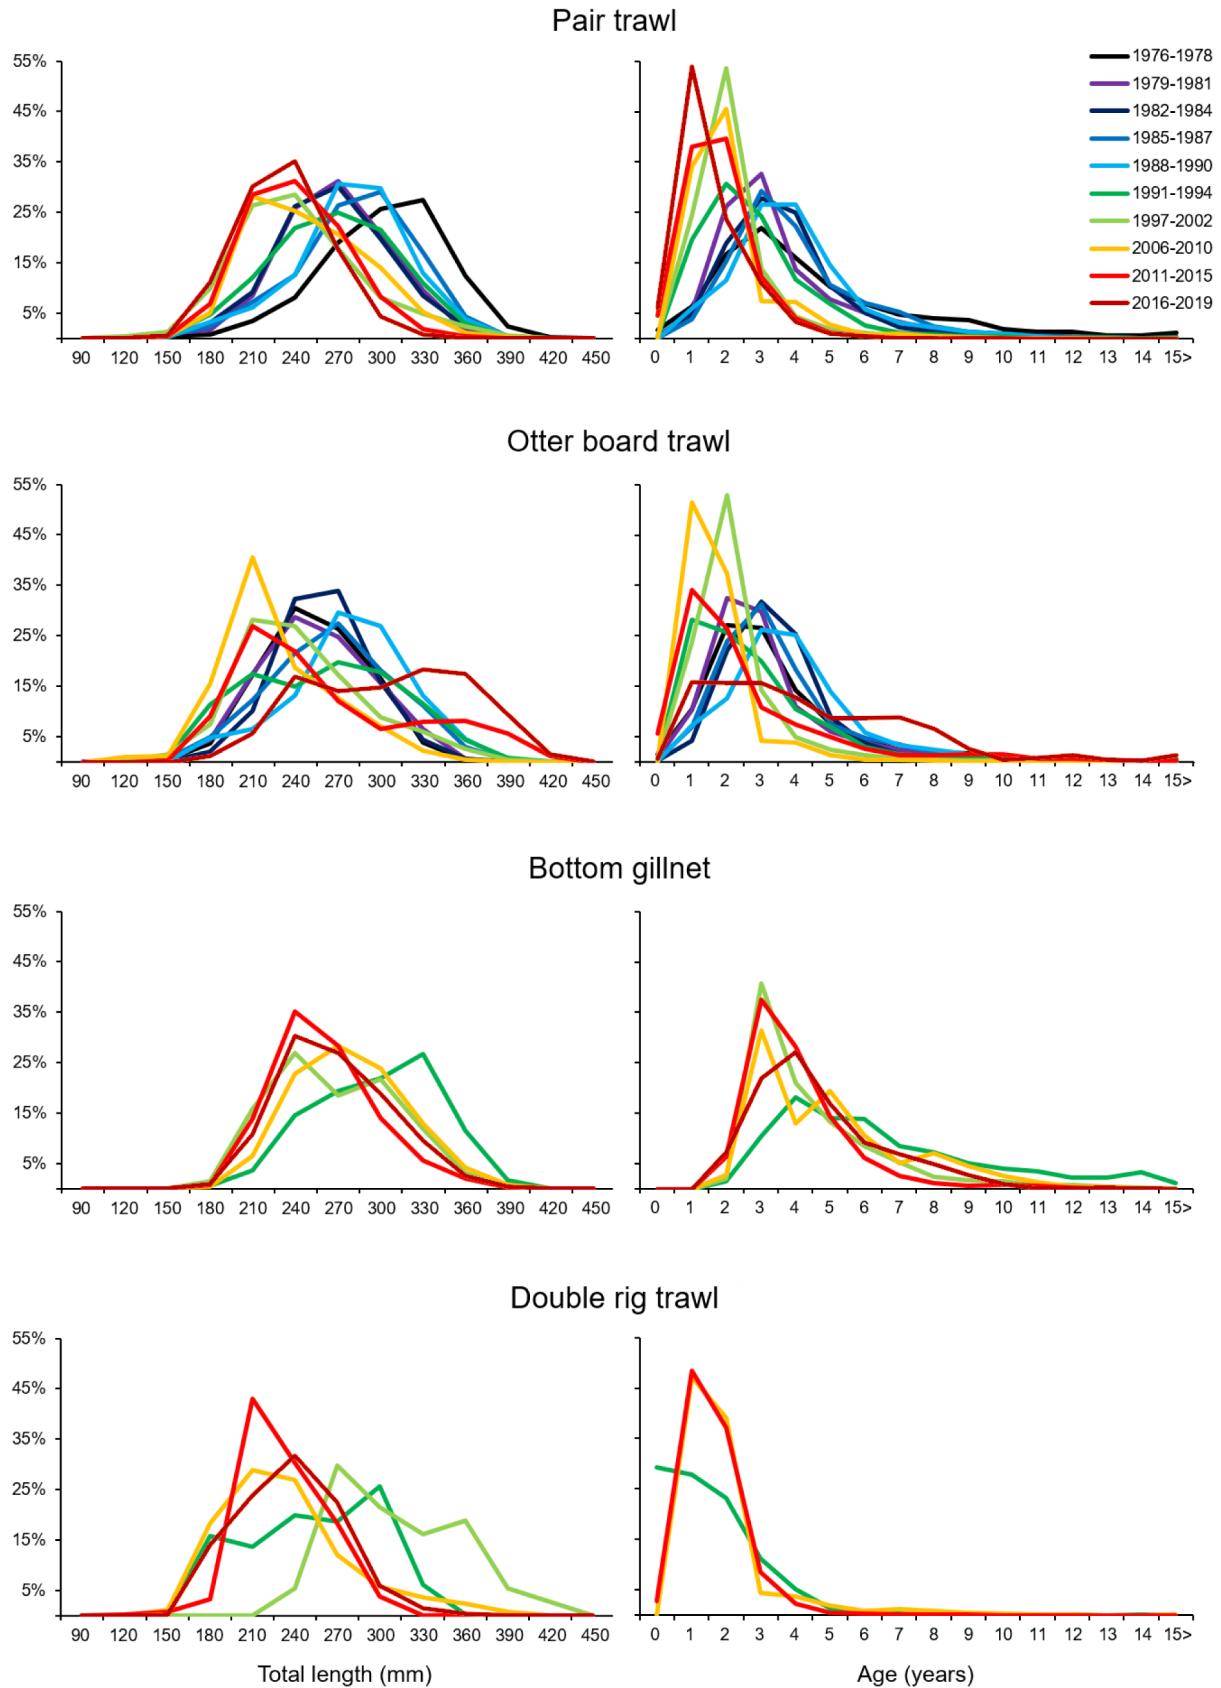 Pair trawl
55%
45%
35%
25%
15%
5%
90 120 150 180 210 240 270 300 330 360 390 420 450
0 1 2 3 4 5 6 7 8 9 10 11 12 13 14 15>
1976-1978
1979-1981
1982-1984
1985-1987
1988-1990
1991-1994
1997-2002
2006-2010
2011-2015
2016-2019
Otter board trawl
55%
45%
35%
25%
15%
5%
90 120 150 180 210 240 270 300 330 360 390 420 450
0 1 2 3 4 5 6 7 8 9 10 11 12 13 14 15>
Bottom gillnet
55%
45%
35%
25%
15%
5%
90 120 150 180 210 240 270 300 330 360 390 420 450
0 1 2 3 4 5 6 7 8 9 10 11 12 13 14 15>
Double rig trawl
55%
45%
35%
25%
15%
5%
90 120 150 180 210 240 270 300 330 360 390 420 450
0 1 2 3 4 5 6 7 8 9 10 11 12 13 14 15>
Total length (mm)
Age (years)